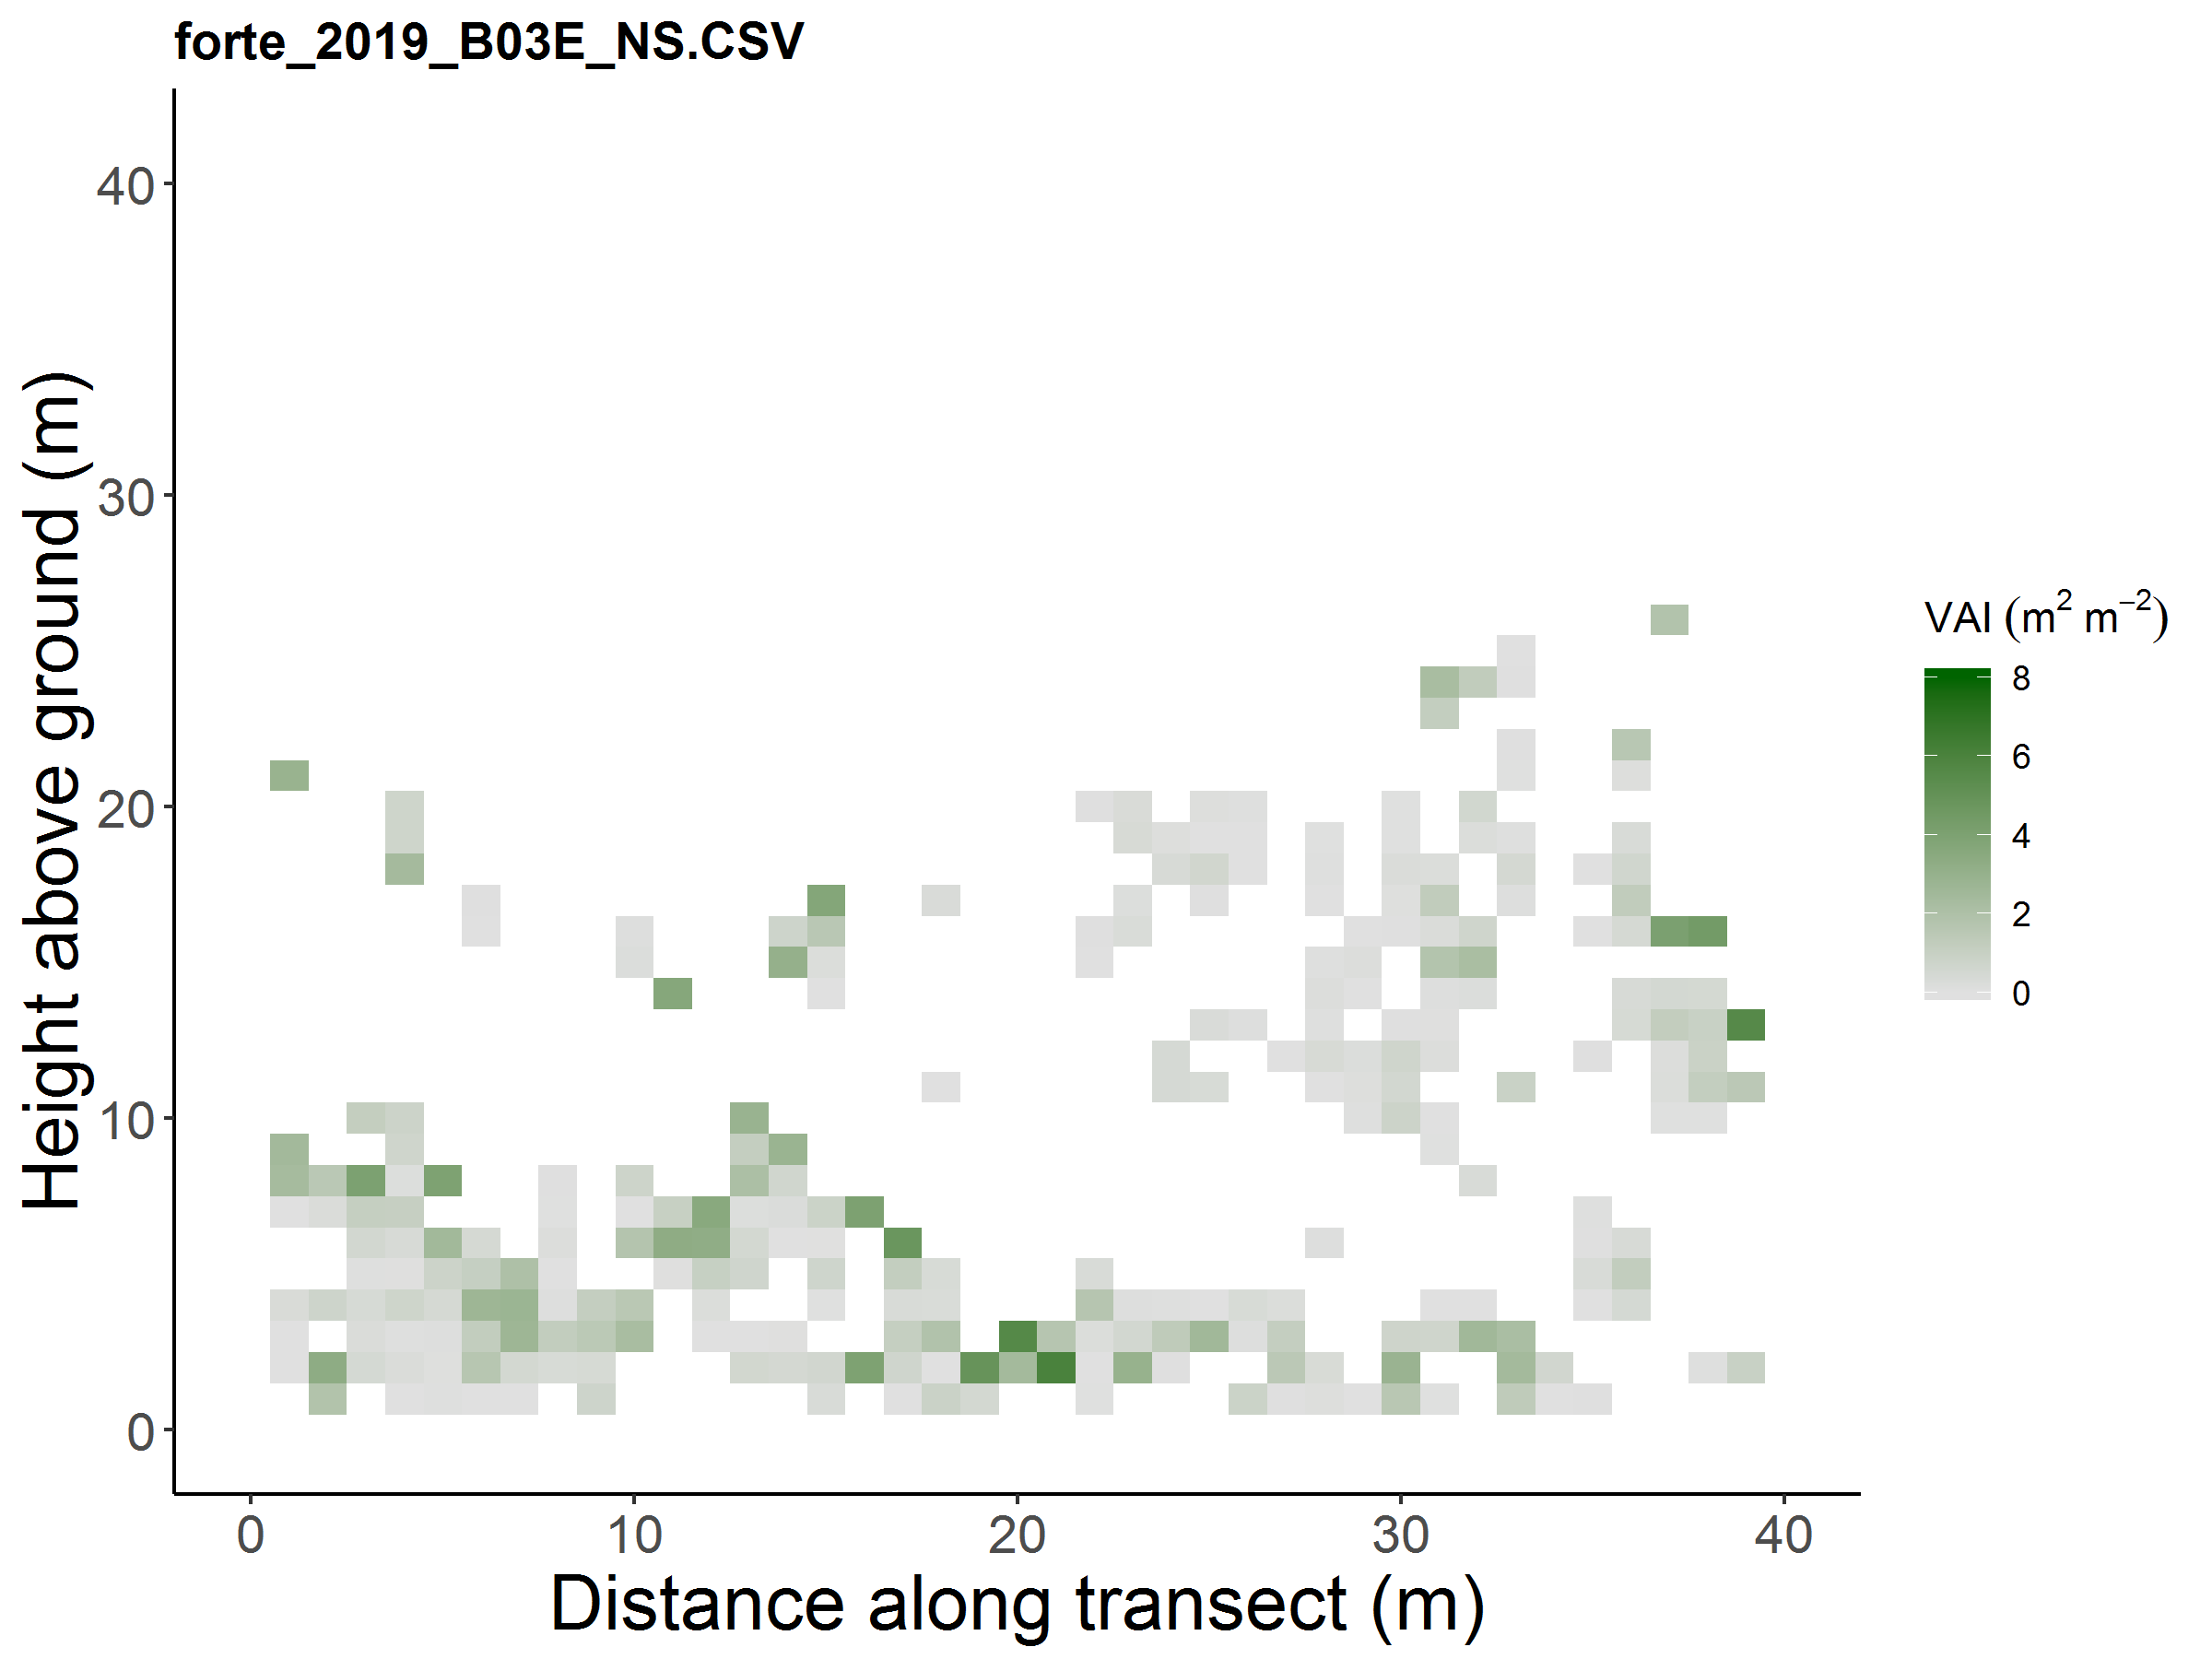 forte_2019_B03E_NS.CSV
Height above ground (m)
40
30
20
10
0
0 10 20 30 40
Distance along transect (m)
VAI (m² m⁻²)
8
6
4
2
0